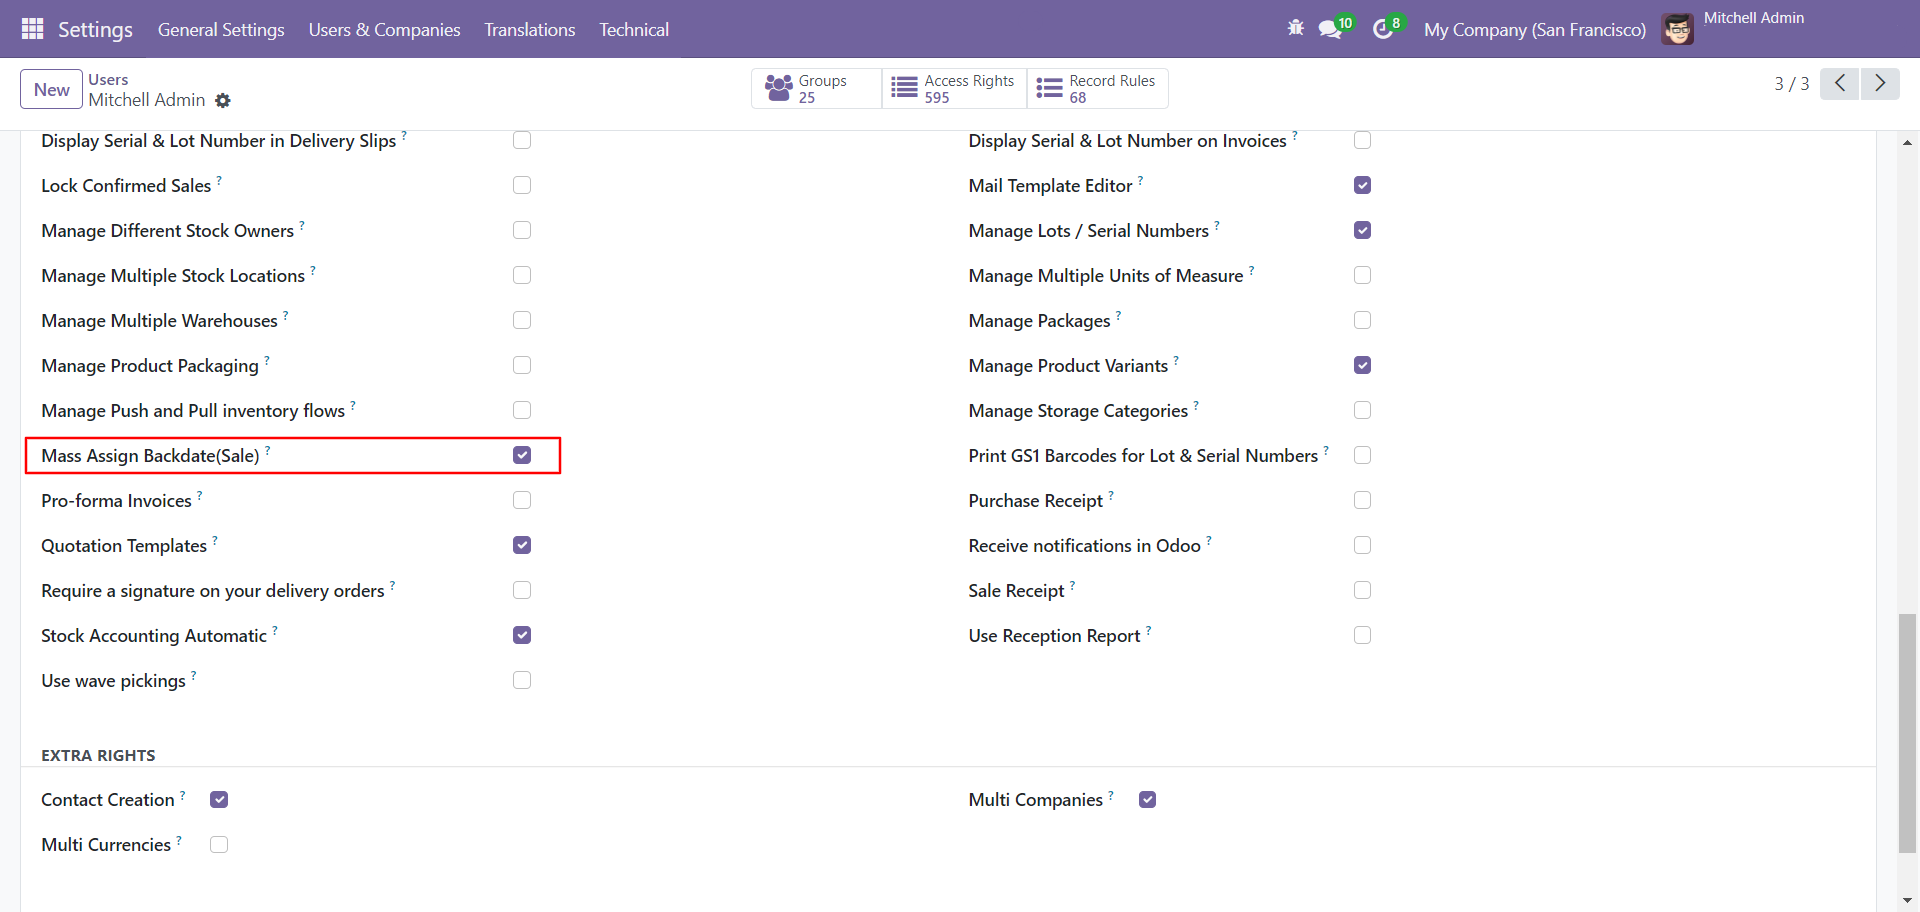 Settings General Settings Users & Companies Translations Technical 10 8 My Company (San Francisco) Mitchell Admin
New Users Groups Access Rights Record Rules 3 / 3
Mitchell Admin 25 595 68
Display Serial & Lot Number in Delivery Slips ? Display Serial & Lot Number on Invoices ?
Lock Confirmed Sales ? Mail Template Editor ?
Manage Different Stock Owners ? Manage Lots / Serial Numbers ?
Manage Multiple Stock Locations ? Manage Multiple Units of Measure ?
Manage Multiple Warehouses ? Manage Packages ?
Manage Product Packaging ? Manage Product Variants ?
Manage Push and Pull inventory flows ? Manage Storage Categories ?
Mass Assign Backdate(Sale) ? Print GS1 Barcodes for Lot & Serial Numbers ?
Pro-forma Invoices ? Purchase Receipt ?
Quotation Templates ? Receive notifications in Odoo ?
Require a signature on your delivery orders ? Sale Receipt ?
Stock Accounting Automatic ? Use Reception Report ?
Use wave pickings ?
EXTRA RIGHTS
Contact Creation ? Multi Companies ?
Multi Currencies ?